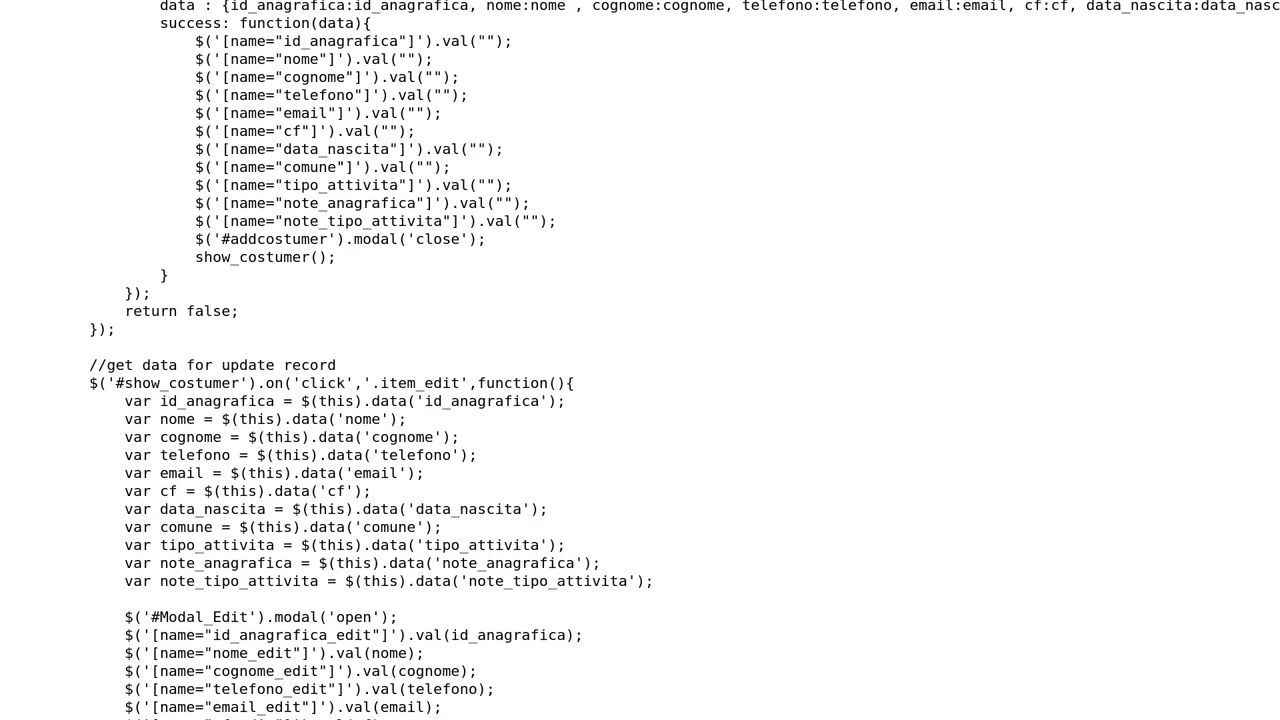 data : {id_anagrafica:id_anagrafica, nome:nome , cognome:cognome, telefono:telefono, email:email, cf:cf, data_nascita:data_nasc
success: function(data){
$('[name="id_anagrafica"]').val("");
$('[name="nome"]').val("");
$('[name="cognome"]').val("");
$('[name="telefono"]').val("");
$('[name="email"]').val("");
$('[name="cf"]').val("");
$('[name="data_nascita"]').val("");
$('[name="comune"]').val("");
$('[name="tipo_attivita"]').val("");
$('[name="note_anagrafica"]').val("");
$('[name="note_tipo_attivita"]').val("");
$('#addcostumer').modal('close');
show_costumer();
}
});
return false;
});
//get data for update record
$('#show_costumer').on('click','.item_edit',function(){
var id_anagrafica = $(this).data('id_anagrafica');
var nome = $(this).data('nome');
var cognome = $(this).data('cognome');
var telefono = $(this).data('telefono');
var email = $(this).data('email');
var cf = $(this).data('cf');
var data_nascita = $(this).data('data_nascita');
var comune = $(this).data('comune');
var tipo_attivita = $(this).data('tipo_attivita');
var note_anagrafica = $(this).data('note_anagrafica');
var note_tipo_attivita = $(this).data('note_tipo_attivita');
$('#Modal_Edit').modal('open');
$('[name="id_anagrafica_edit"]').val(id_anagrafica);
$('[name="nome_edit"]').val(nome);
$('[name="cognome_edit"]').val(cognome);
$('[name="telefono_edit"]').val(telefono);
$('[name="email_edit"]').val(email);